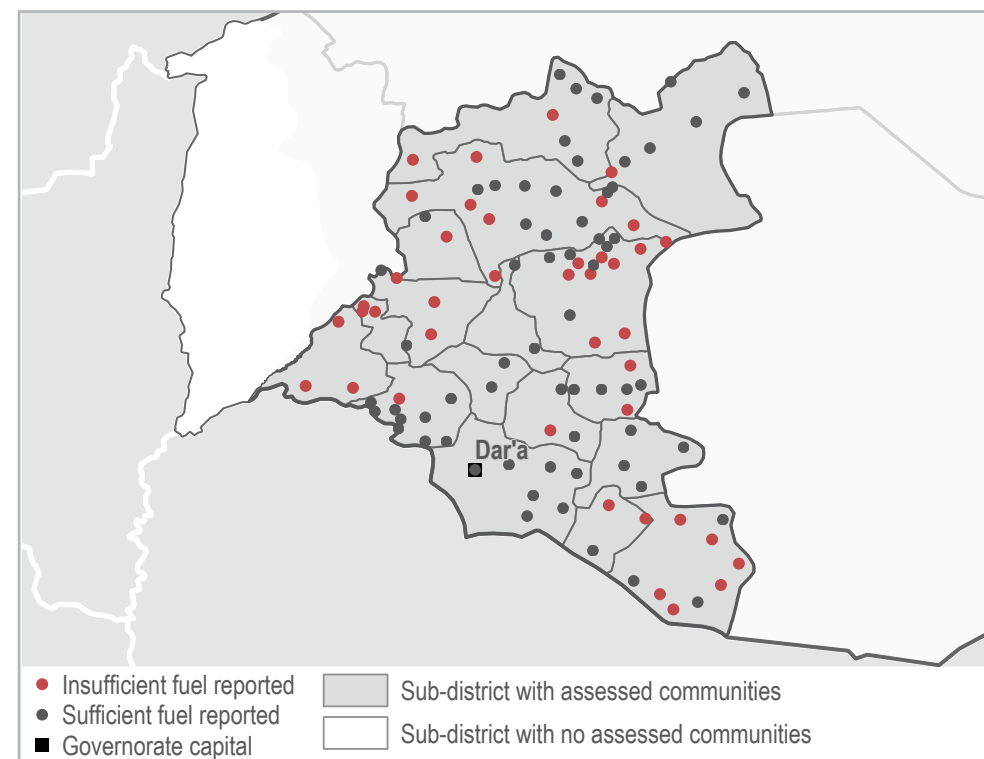 Dar'a
Insufficient fuel reported
Sufficient fuel reported
Governorate capital
Sub-district with assessed communities
Sub-district with no assessed communities